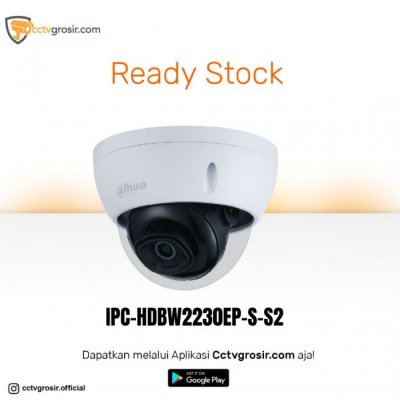 cctvgrosir.com
Ready Stock
alhua
IPC-HDBW2230EP-S-S2
Dapatkan melalui Aplikasi Cctvgrosir.com aja!
GET IT ON
Google Play
cctvgrosir.official